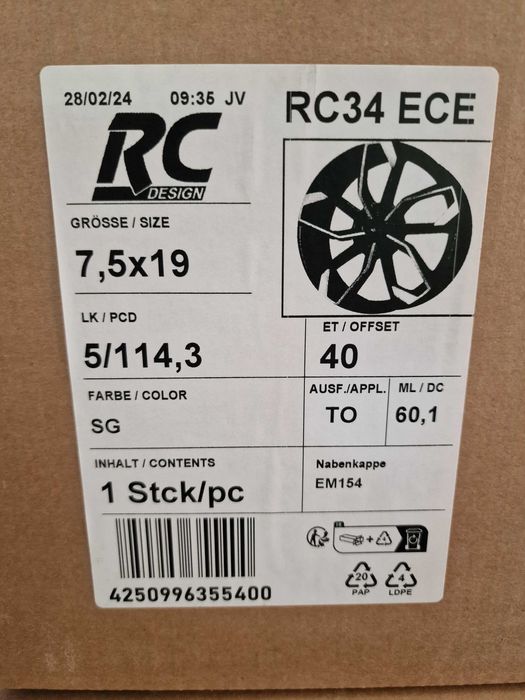 28/02/24 09:35 JV
RC
DESIGN
RC34 ECE
GRÖSSE / SIZE
7,5x19
LK / PCD
5/114,3
ET / OFFSET
40
FARBE / COLOR
SG
AUSF./APPL.
TO
ML / DC
60,1
INHALT / CONTENTS
1 Stck/pc
Nabenkappe
EM154
4250996355400
20
PAP
4
LDPE